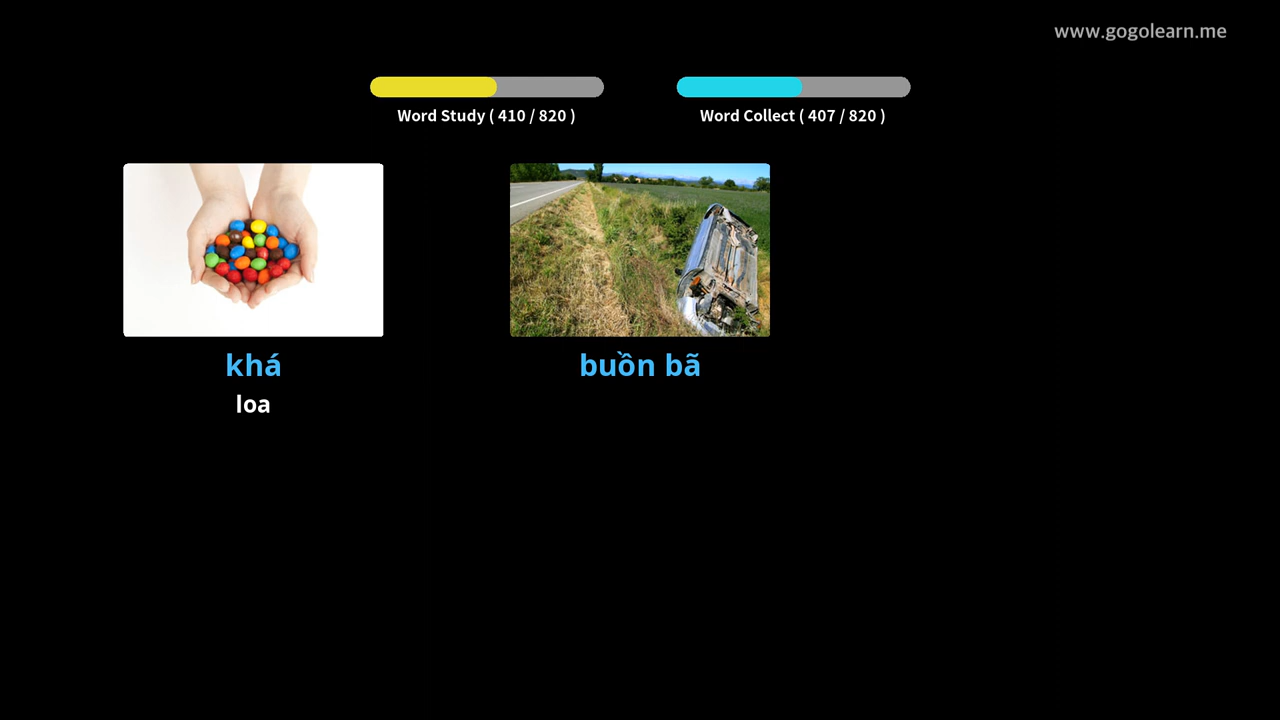 www.gogolearn.me
Word Study ( 410 / 820 )
Word Collect ( 407 / 820 )
khá
buồn bã
loa